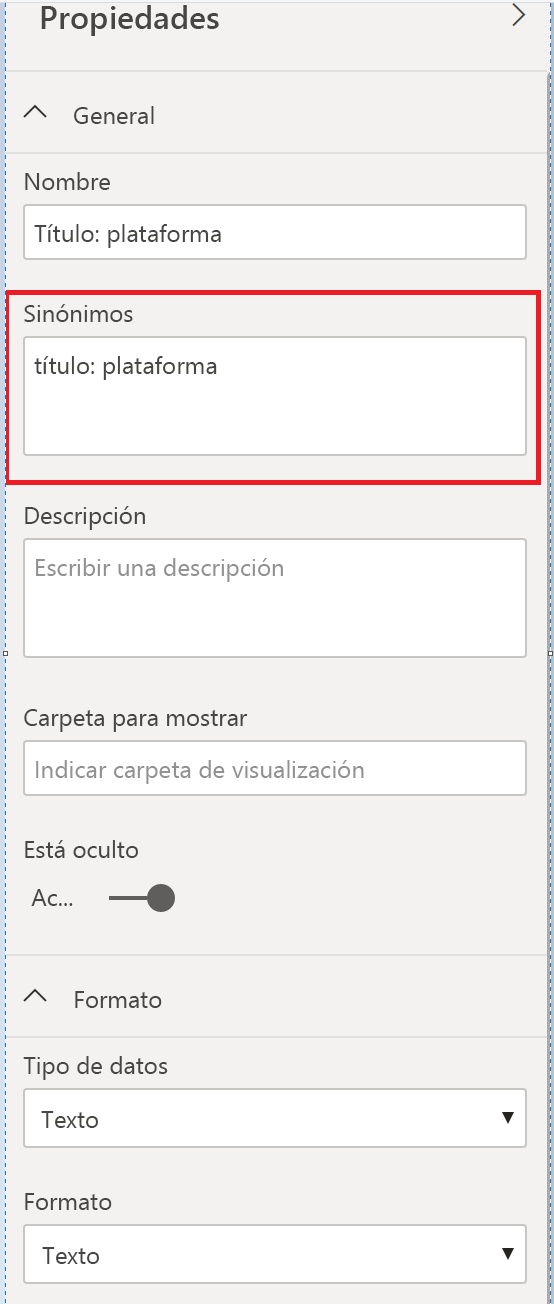 Propiedades
General
Nombre
Título: plataforma
Sinónimos
título: plataforma
Descripción
Escribir una descripción
Carpeta para mostrar
Indicar carpeta de visualización
Está oculto
Ac...
Formato
Tipo de datos
Texto
Formato
Texto